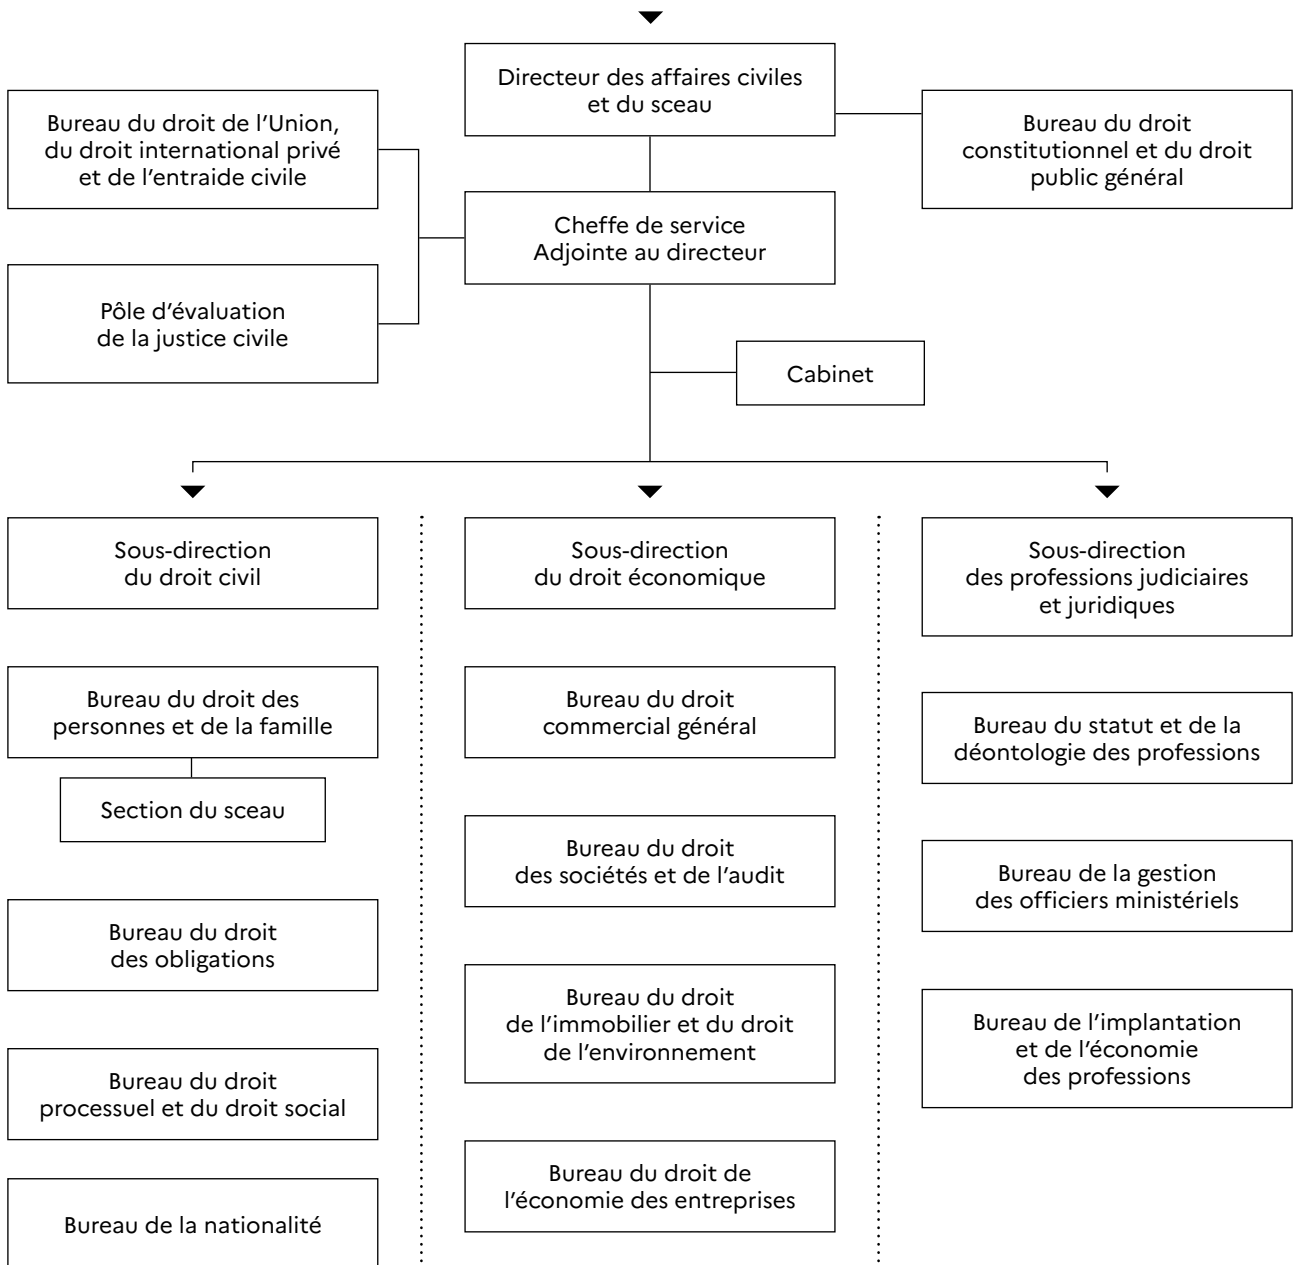 Directeur des affaires civiles
et du sceau
Bureau du droit de l’Union,
du droit international privé
et de l’entraide civile
Bureau du droit
constitutionnel et du droit
public général
Cheffe de service
Adjointe au directeur
Pôle d’évaluation
de la justice civile
Cabinet
Sous-direction
du droit civil
Bureau du droit des
personnes et de la famille
Section du sceau
Bureau du droit
des obligations
Bureau du droit
processuel et du droit social
Bureau de la nationalité
Sous-direction
du droit économique
Bureau du droit
commercial général
Bureau du droit
des sociétés et de l’audit
Bureau du droit
de l’immobilier et du droit
de l’environnement
Bureau du droit de
l’économie des entreprises
Sous-direction
des professions judiciaires
et juridiques
Bureau du statut et de la
déontologie des professions
Bureau de la gestion
des officiers ministériels
Bureau de l’implantation
et de l’économie
des professions